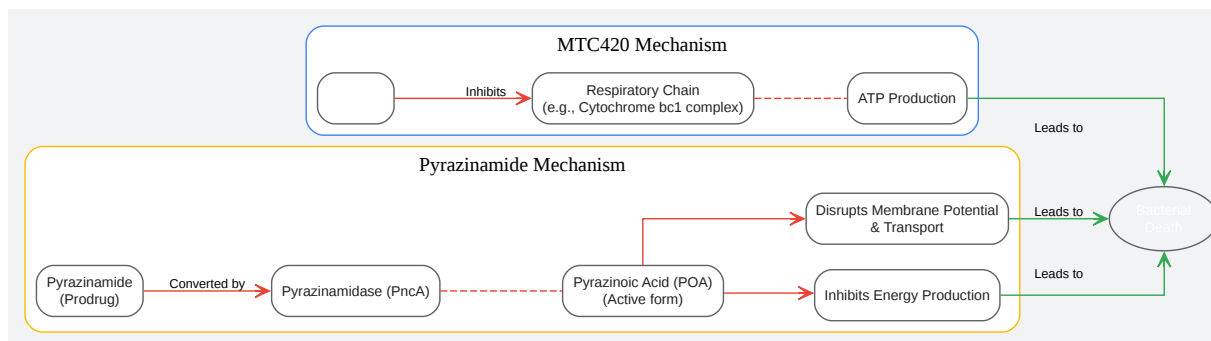 MTC420 Mechanism
Inhibits
Respiratory Chain
(e.g., Cytochrome bc1 complex)
ATP Production
Leads to
Pyrazinamide Mechanism
Pyrazinamide
(Prodrug)
Converted by
Pyrazinamidase (PncA)
Pyrazinoic Acid (POA)
(Active form)
Disrupts Membrane Potential
& Transport
Leads to
Inhibits Energy Production
Leads to
Bacterial
Death